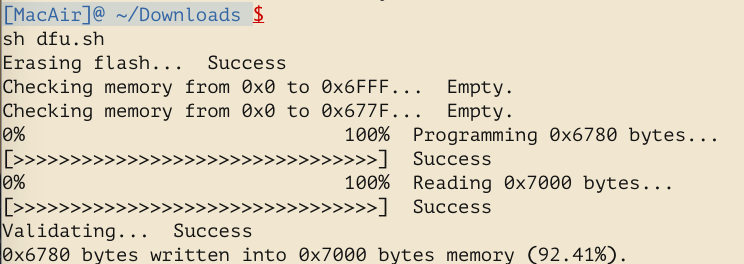 [MacAir]@ ~/Downloads $
sh dfu.sh
Erasing flash...  Success
Checking memory from 0x0 to 0x6FFF...  Empty.
Checking memory from 0x0 to 0x677F...  Empty.
0%                            100%  Programming 0x6780 bytes...
[>>>>>>>>>>>>>>>>>>>>>>>>>>>>>>>>]  Success
0%                            100%  Reading 0x7000 bytes...
[>>>>>>>>>>>>>>>>>>>>>>>>>>>>>>>>]  Success
Validating...  Success
0x6780 bytes written into 0x7000 bytes memory (92.41%).